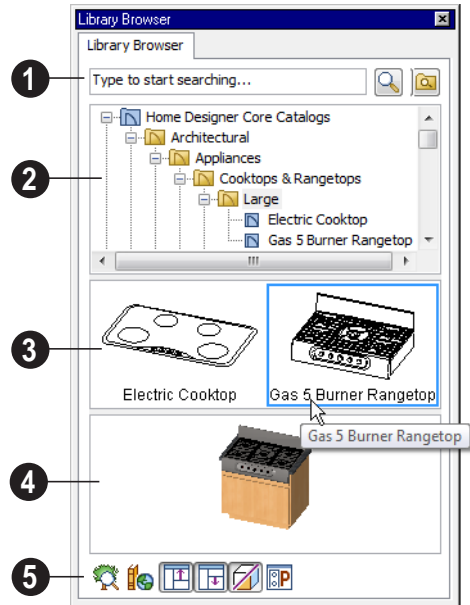 Library Browser
Library Browser
1
Type to start searching...
2
Home Designer Core Catalogs
Architectural
Appliances
Cooktops & Rangetops
Large
Electric Cooktop
Gas 5 Burner Rangetop
3
Electric Cooktop
Gas 5 Burner Rangetop
Gas 5 Burner Rangetop
4
5
P